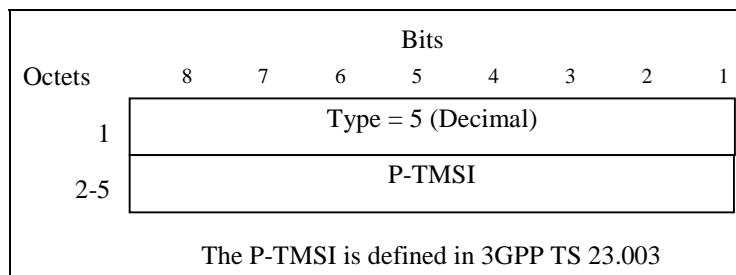 Bits
Octets 8 7 6 5 4 3 2 1
1 Type = 5 (Decimal)
2-5 P-TMSI
The P-TMSI is defined in 3GPP TS 23.003